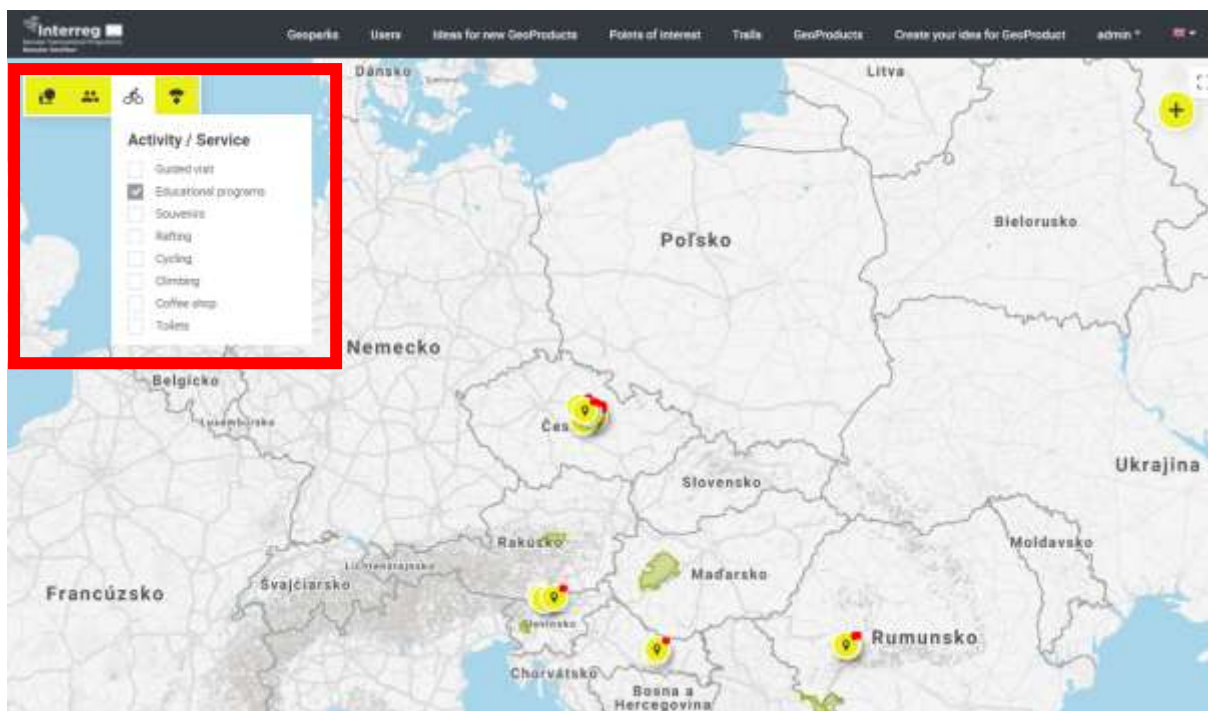 Interreg
Geoparks Users Ideas for new GeoProducts Points of interest Trails GeoProducts Create your idea for GeoProduct admin
Dánsko
Litva
Activity / Service
Guided visit
Educational programs
Souvenirs
Rafting
Cycling
Climbing
Coffee shop
Toilets
Bielorusko
Poľsko
Nemecko
Belgicko
Luxembursko
Čes
Ukrajina
Slovensko
Rakúsko
Moldavsko
Lichtenštajnsko
Maďarsko
Švajčiarsko
Francúzsko
Slovinsko
Rumunsko
Chorvátsko
Bosna a
Hercegovina